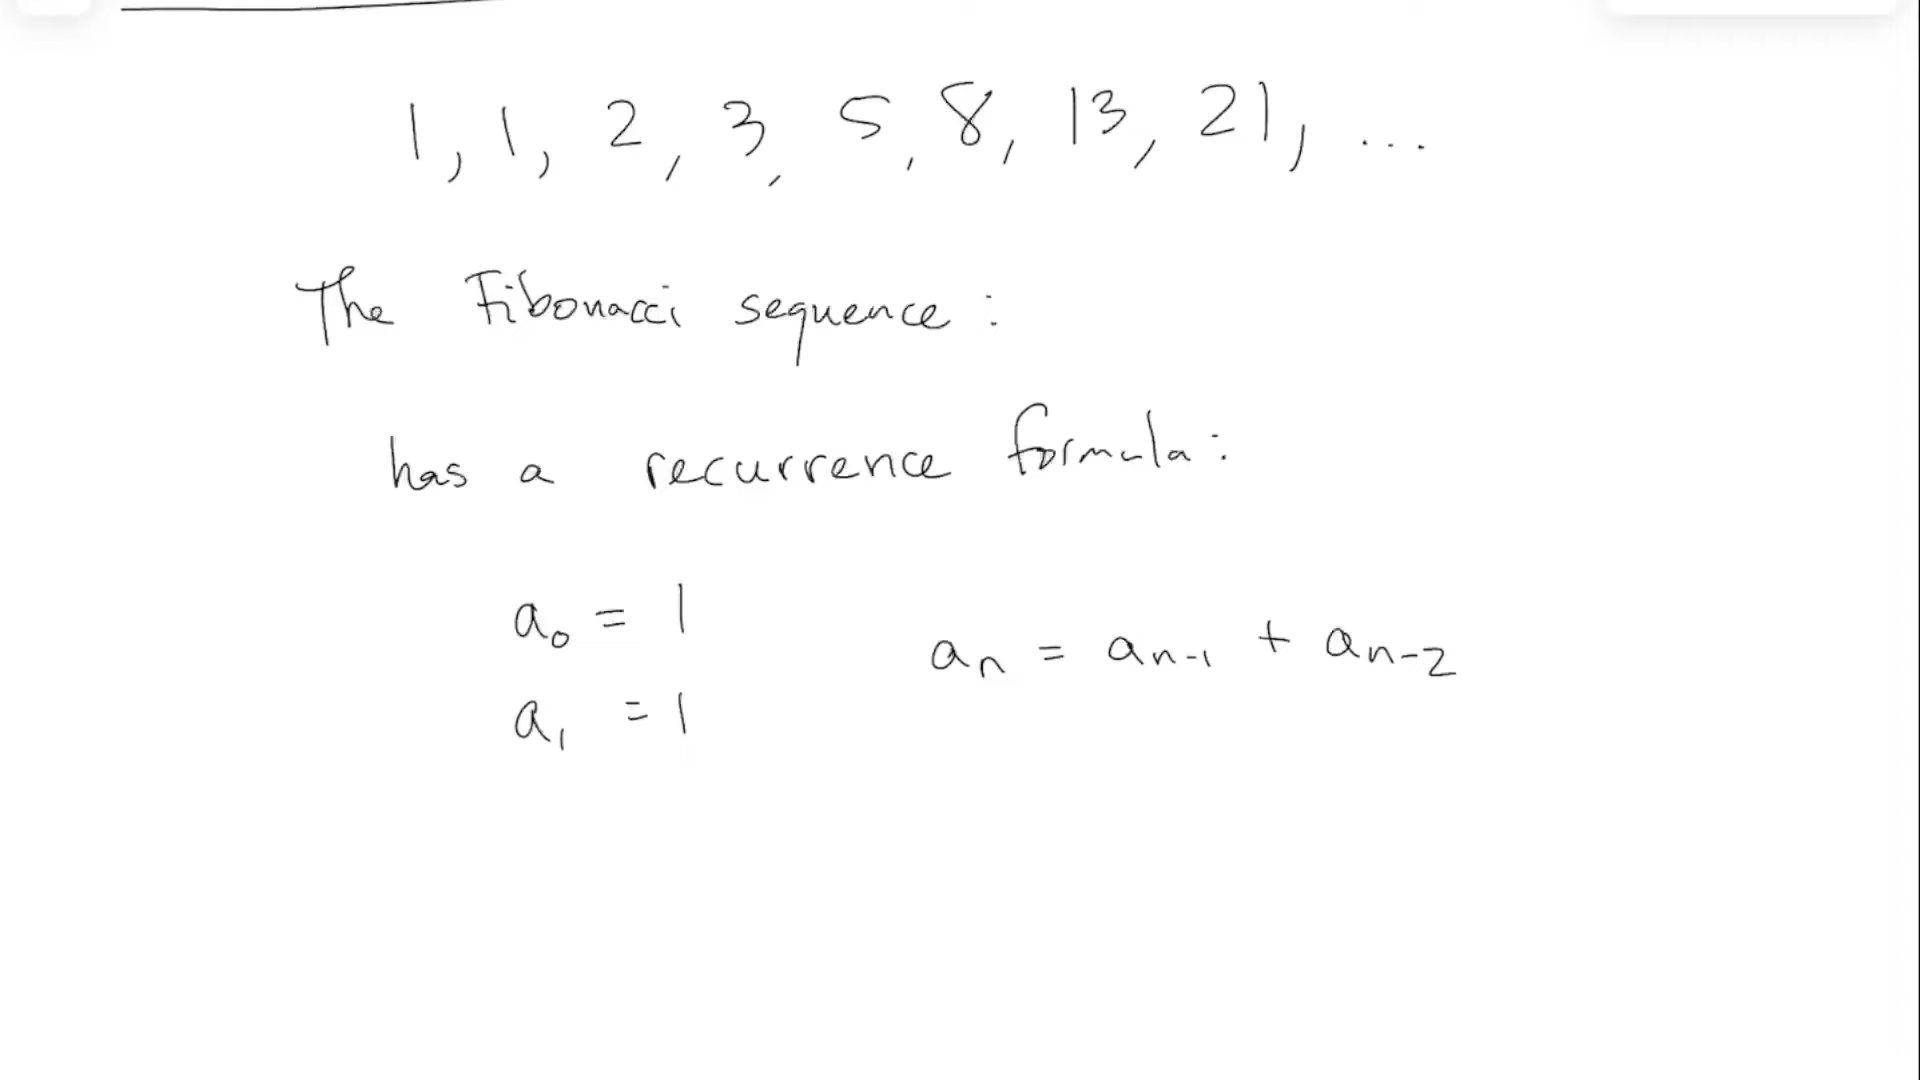 1, 1, 2, 3, 5, 8, 13, 21, ...
The Fibonacci sequence:
has a recurrence formula:
a₀ = 1
a₁ = 1
aₙ = aₙ₋₁ + aₙ₋₂